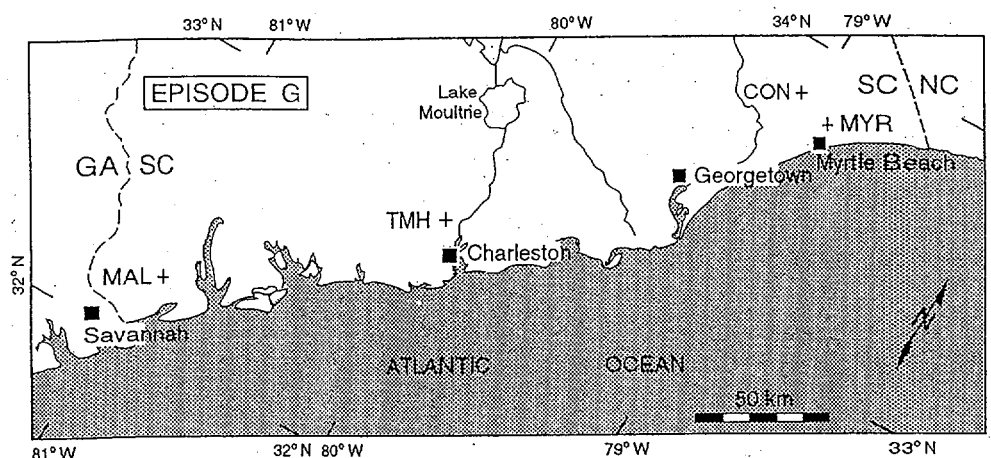 33°N 81°W 80°W 34°N 79°W
EPISODE G
Lake
Moultrie
CON +
SC NC
+ MYR
Myrtle Beach
GA SC
Georgetown
TMH +
Charleston
32°N
MAL +
Savannah
N
ATLANTIC OCEAN
50 km
81°W 32°N 80°W 79°W 33°N